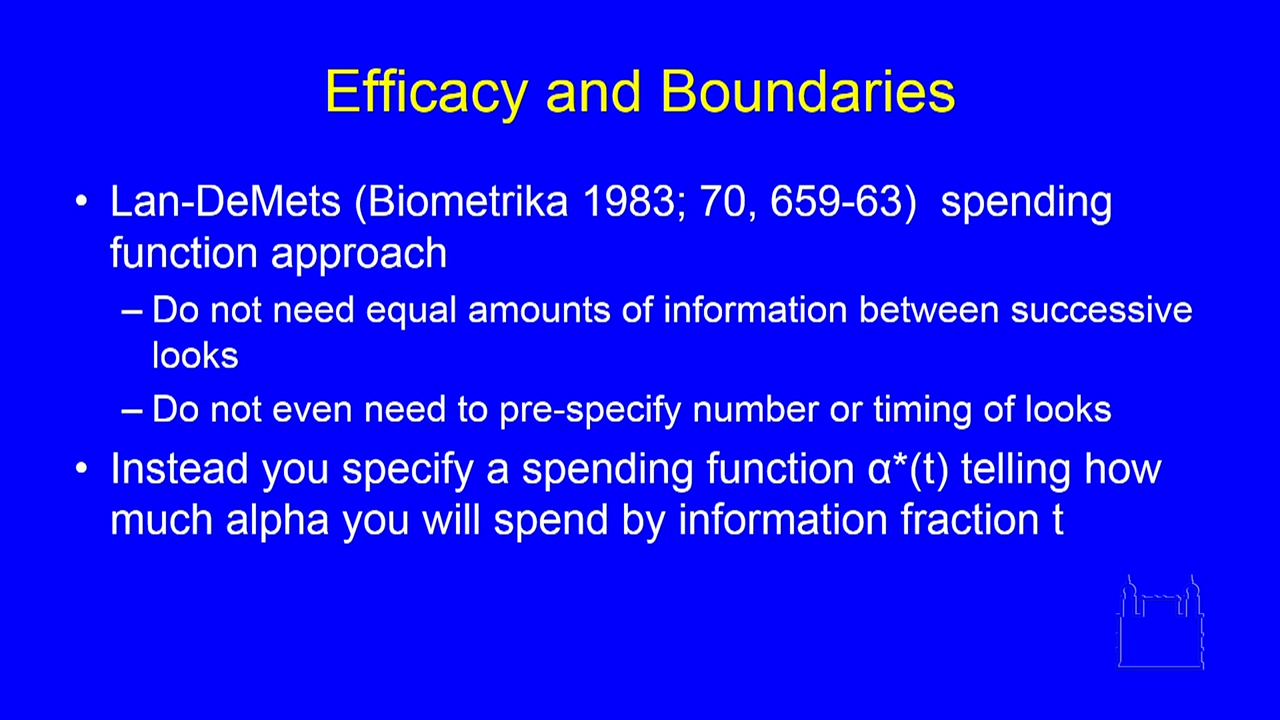 Efficacy and Boundaries
• Lan-DeMets (Biometrika 1983; 70, 659-63)  spending
function approach
– Do not need equal amounts of information between successive
looks
– Do not even need to pre-specify number or timing of looks
• Instead you specify a spending function α*(t) telling how
much alpha you will spend by information fraction t